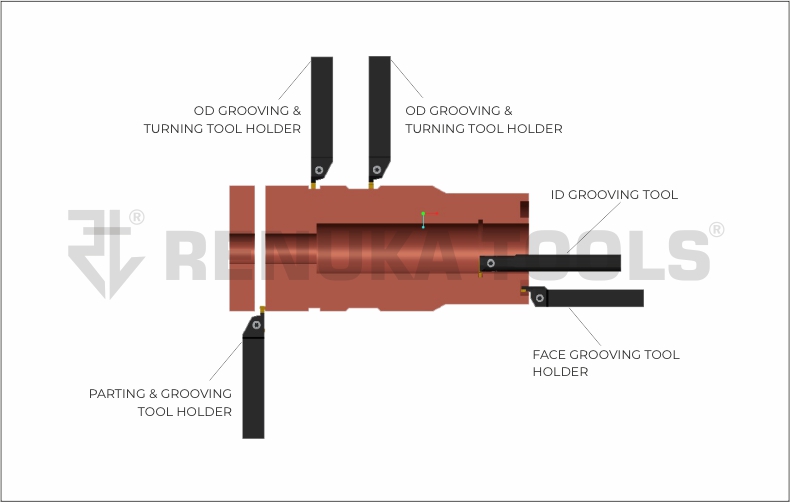 OD GROOVING &
TURNING TOOL HOLDER
OD GROOVING &
TURNING TOOL HOLDER
ID GROOVING TOOL
RENUKA TOOLS®
®
FACE GROOVING TOOL
HOLDER
PARTING & GROOVING
TOOL HOLDER